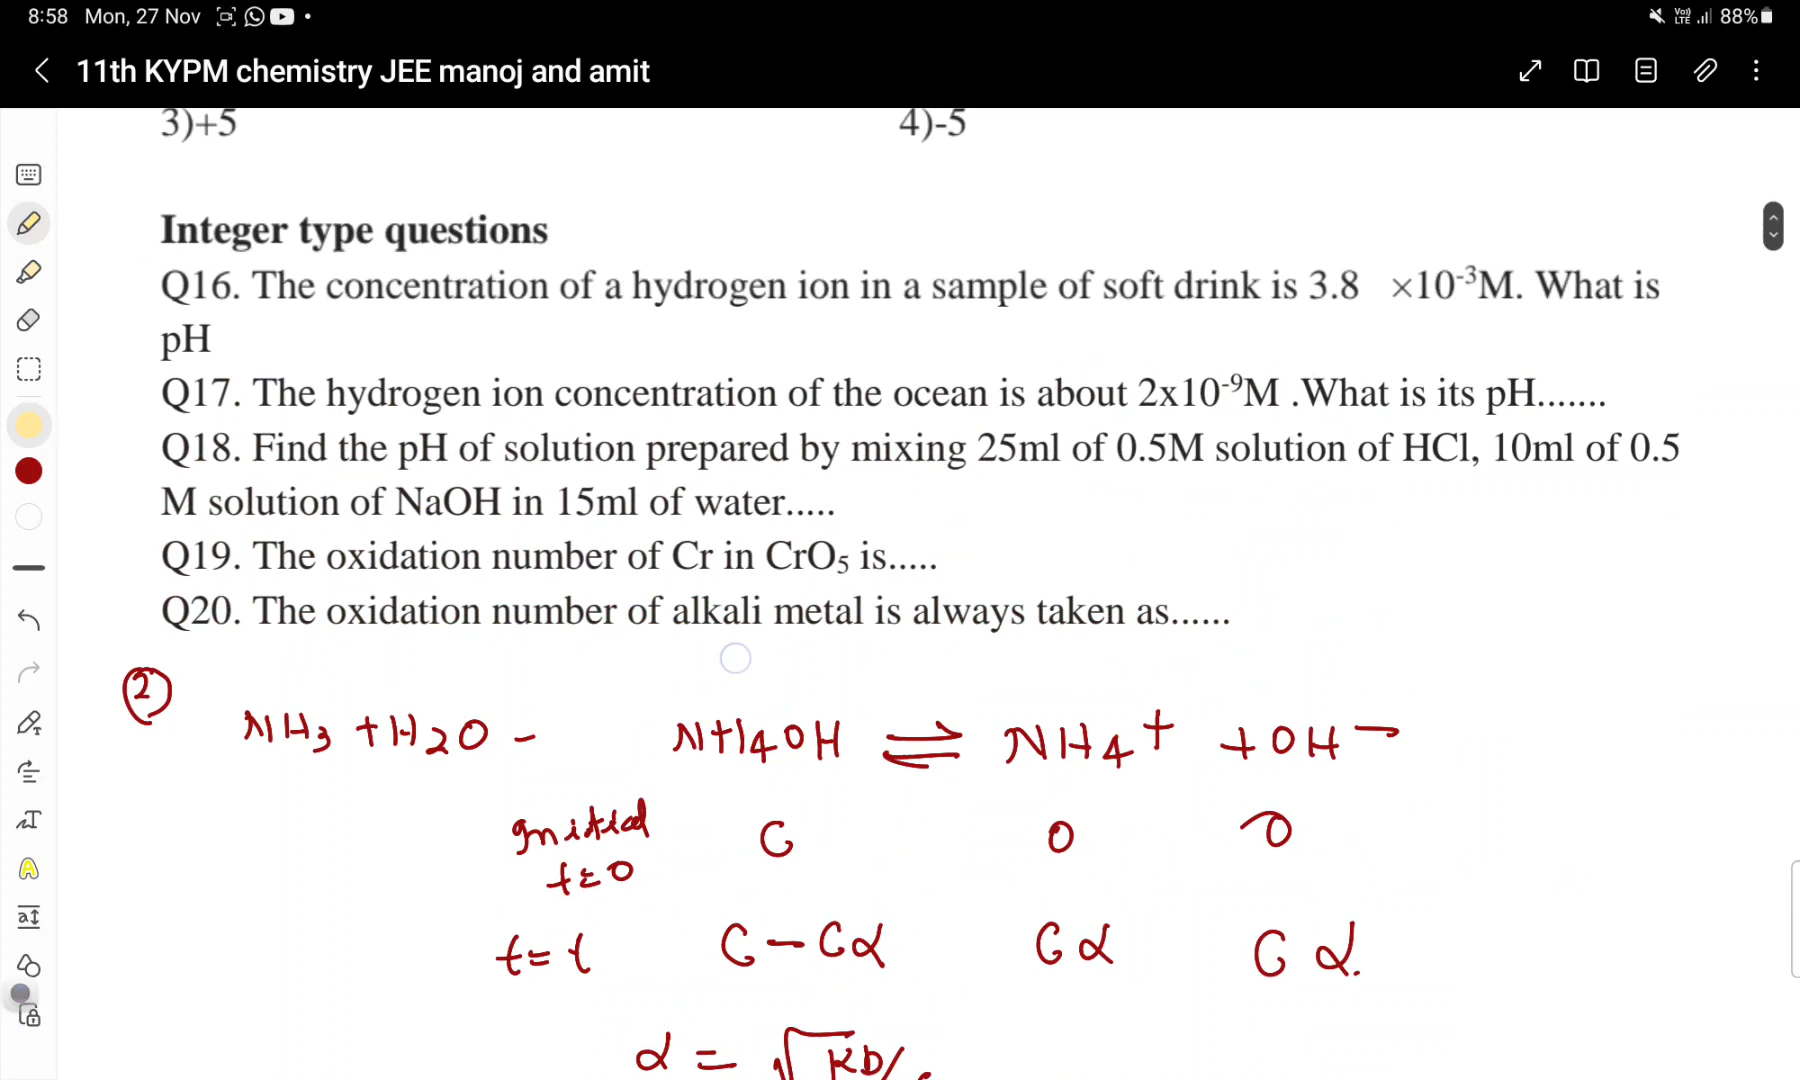 8:58 Mon, 27 Nov
Vo)) LTE 88%
11th KYPM chemistry JEE manoj and amit
3)+5 4)-5
Integer type questions
Q16. The concentration of a hydrogen ion in a sample of soft drink is 3.8 ×10⁻³M. What is
pH
Q17. The hydrogen ion concentration of the ocean is about 2x10⁻⁹M .What is its pH.......
Q18. Find the pH of solution prepared by mixing 25ml of 0.5M solution of HCl, 10ml of 0.5
M solution of NaOH in 15ml of water.....
Q19. The oxidation number of Cr in CrO₅ is.....
Q20. The oxidation number of alkali metal is always taken as......
② NH₃ + H₂O - NH₄OH ⇌ NH₄⁺ + OH⁻
Initial C 0 0
t=0
t=t C-Cα Cα Cα.
α = √Kb/c